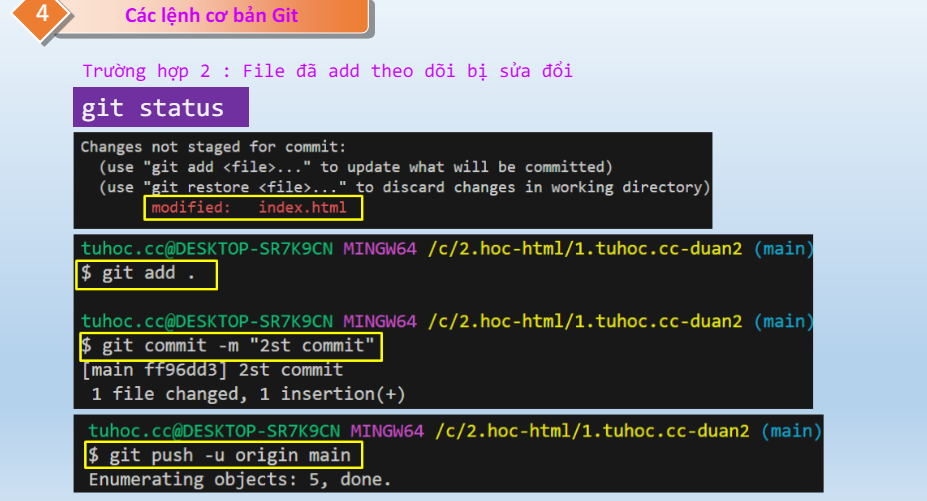 4
Các lệnh cơ bản Git
Trường hợp 2 : File đã add theo dõi bị sửa đổi
git status
Changes not staged for commit:
(use "git add <file>..." to update what will be committed)
(use "git restore <file>..." to discard changes in working directory)
modified: index.html
tuhoc.cc@DESKTOP-SR7K9CN MINGW64 /c/2.hoc-html/1.tuhoc.cc-duan2 (main)
$ git add .
tuhoc.cc@DESKTOP-SR7K9CN MINGW64 /c/2.hoc-html/1.tuhoc.cc-duan2 (main)
$ git commit -m "2st commit"
[main ff96dd3] 2st commit
1 file changed, 1 insertion(+)
tuhoc.cc@DESKTOP-SR7K9CN MINGW64 /c/2.hoc-html/1.tuhoc.cc-duan2 (main)
$ git push -u origin main
Enumerating objects: 5, done.